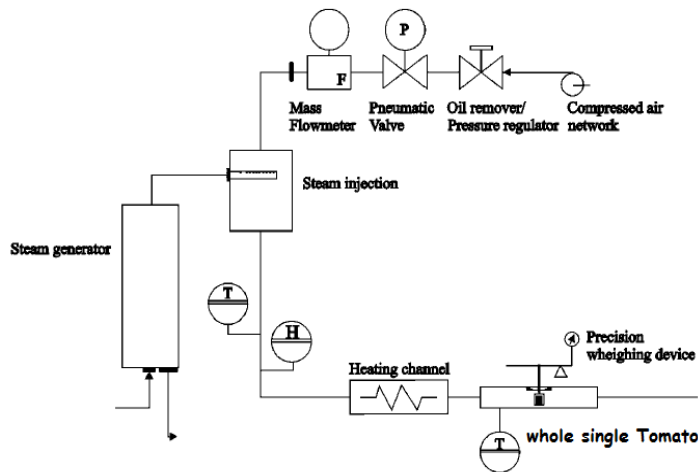 P
F
Mass
Flowmeter
Pneumatic
Valve
Oil remover/
Pressure regulator
Compressed air
network
Steam injection
Steam generator
T
H
Heating channel
Precision
wheighing device
T
whole single Tomato